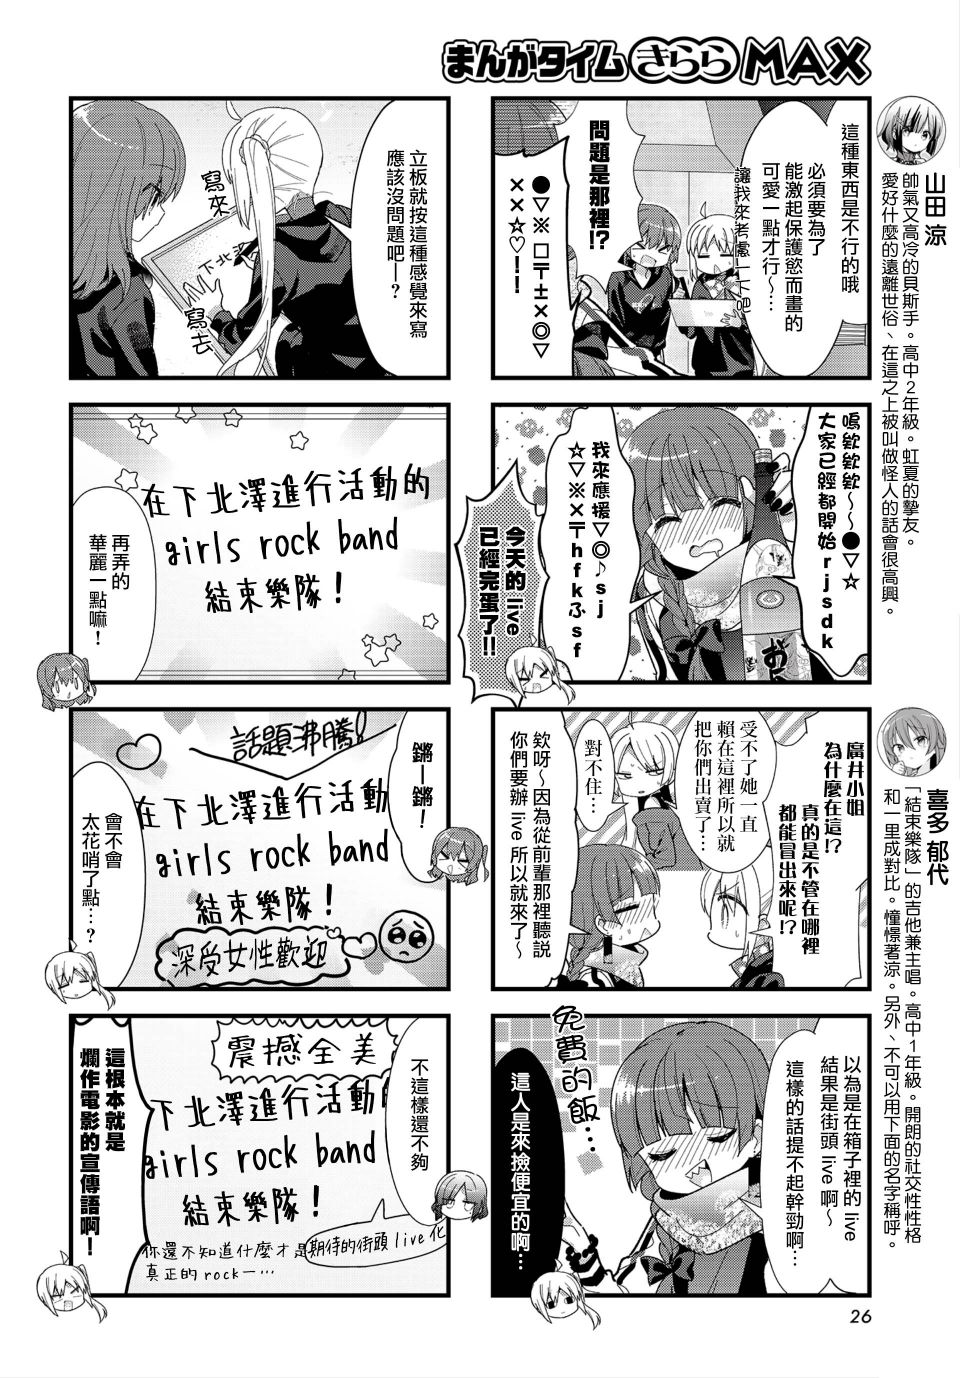 まんがタイムきららMAX
山田 涼
帥氣又高冷的貝斯手。高中2年級。虹夏的摯友。
愛好什麼的遠離世俗、在這之上被叫做怪人的話會很高興。
喜多 郁代
「結束樂隊」的吉他兼主唱。高中1年級。開朗的社交性性格
和一里成對比。憧憬著涼。另外、不可以用下面的名字稱呼。
這種東西是不行的哦
必須要為了
能激起保護慾而畫的
可愛一點才行~…
讓我來考慮一下吧
問題是那裡!?
●▽※□〒±×◎▽
××☆♡!!
嗚欸欸欸~~●▽☆
大家已經都開始rjsdk
我來應援▽◎♪sj
☆▽※××〒hfkふsf
お
今天的live
已經完蛋了!!
廣井小姐
為什麼在這!?
真的是不管在哪裡
都能冒出來呢!?
受不了她一直
賴在這裡所以就
把你們出賣了…
對不住…
欸呀~因為從前輩那裡聽說
你們要辦live所以就來了~
以為是在箱子裡的live
結果是街頭live啊~
這樣的話提不起幹勁啊…
免費的飯…
這人是來撿便宜的啊…
立板就按這種感覺來寫
應該沒問題吧ー?
寫來
寫去
下北
在下北澤進行活動的
girls rock band
結束樂隊!
再弄的
華麗一點嘛!
鏘ー鏘!
話題沸騰!
在下北澤進行活動
girls rock band
結束樂隊!
深受女性歡迎
會不會
太花哨了點…?
不這樣還不夠
震撼全美
下北澤進行活動的
girls rock band
結束樂隊!
你還不知道什麼才是期待的街頭live化
真正的rockー…
這根本就是
爛作電影的宣傳語啊!
26